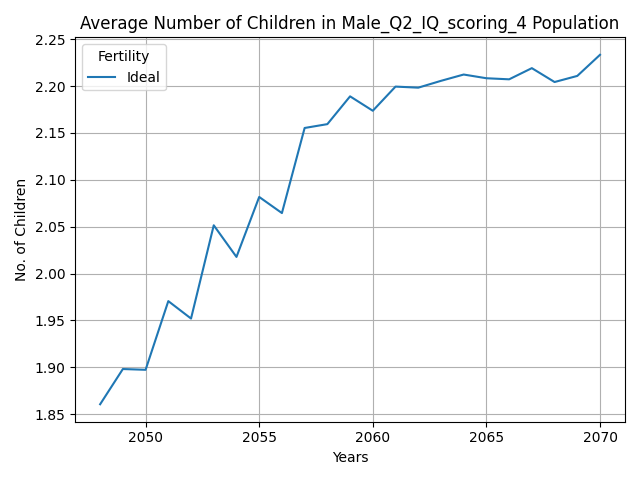 Average Number of Children in Male_Q2_IQ_scoring_4 Population
2.25
2.20
2.15
2.10
2.05
2.00
1.95
1.90
1.85
No. of Children
Fertility
Ideal
2050
2055
2060
2065
2070
Years